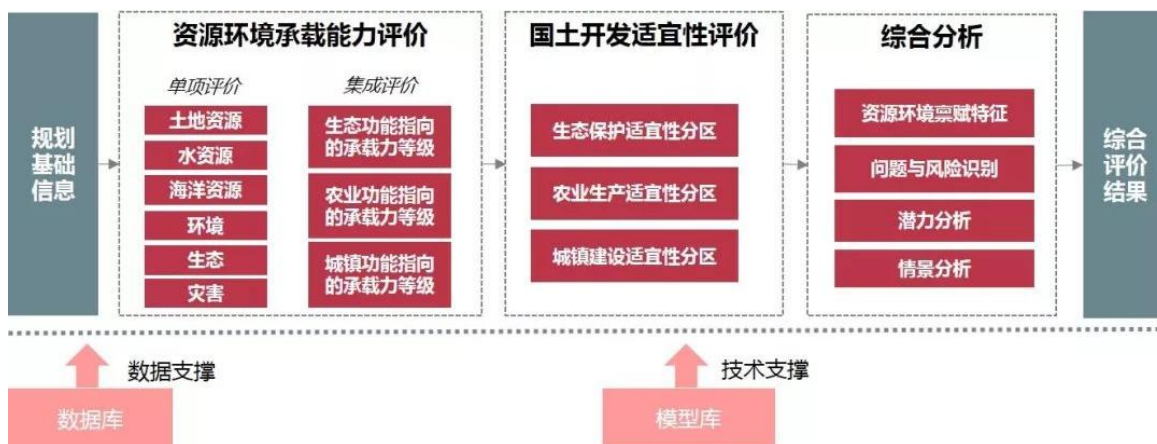 规划
基础
信息
资源环境承载能力评价
单项评价
土地资源
水资源
海洋资源
环境
生态
灾害
集成评价
生态功能指向
的承载力等级
农业功能指向
的承载力等级
城镇功能指向
的承载力等级
国土开发适宜性评价
生态保护适宜性分区
农业生产适宜性分区
城镇建设适宜性分区
综合分析
资源环境禀赋特征
问题与风险识别
潜力分析
情景分析
综合
评价
结果
数据支撑
数据库
技术支撑
模型库